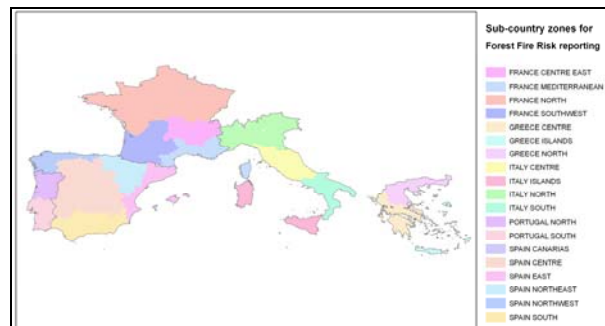 Sub-country zones for
Forest Fire Risk reporting
FRANCE CENTRE EAST
FRANCE MEDITERRANEAN
FRANCE NORTH
FRANCE SOUTHWEST
GREECE CENTRE
GREECE ISLANDS
GREECE NORTH
ITALY CENTRE
ITALY ISLANDS
ITALY NORTH
ITALY SOUTH
PORTUGAL NORTH
PORTUGAL SOUTH
SPAIN CANARIAS
SPAIN CENTRE
SPAIN EAST
SPAIN NORTHEAST
SPAIN NORTHWEST
SPAIN SOUTH